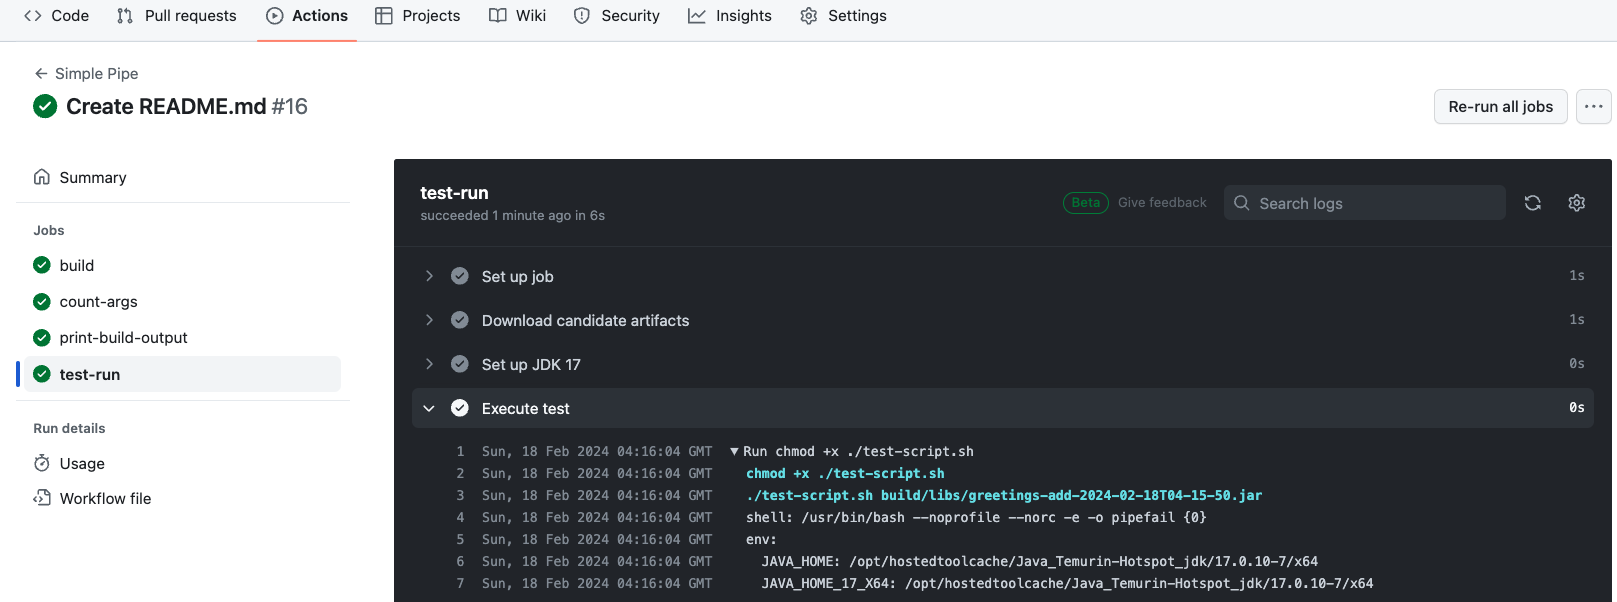 Code Pull requests Actions Projects Wiki Security Insights Settings
Simple Pipe
Create README.md #16
Re-run all jobs
Summary
Jobs
build
count-args
print-build-output
test-run
Run details
Usage
Workflow file
test-run
succeeded 1 minute ago in 6s
Beta Give feedback Search logs
Set up job 1s
Download candidate artifacts 1s
Set up JDK 17 0s
Execute test 0s
1 Sun, 18 Feb 2024 04:16:04 GMT ▼Run chmod +x ./test-script.sh
2 Sun, 18 Feb 2024 04:16:04 GMT chmod +x ./test-script.sh
3 Sun, 18 Feb 2024 04:16:04 GMT ./test-script.sh build/libs/greetings-add-2024-02-18T04-15-50.jar
4 Sun, 18 Feb 2024 04:16:04 GMT shell: /usr/bin/bash --noprofile --norc -e -o pipefail {0}
5 Sun, 18 Feb 2024 04:16:04 GMT env:
6 Sun, 18 Feb 2024 04:16:04 GMT JAVA_HOME: /opt/hostedtoolcache/Java_Temurin-Hotspot_jdk/17.0.10-7/x64
7 Sun, 18 Feb 2024 04:16:04 GMT JAVA_HOME_17_X64: /opt/hostedtoolcache/Java_Temurin-Hotspot_jdk/17.0.10-7/x64